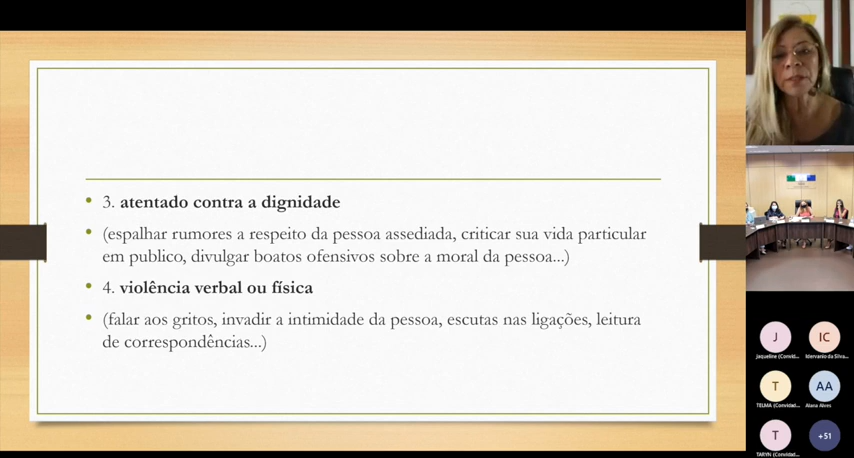 3. atentado contra a dignidade
(espalhar rumores a respeito da pessoa assediada, criticar sua vida particular
em publico, divulgar boatos ofensivos sobre a moral da pessoa...)
4. violência verbal ou física
(falar aos gritos, invadir a intimidade da pessoa, escutas nas ligações, leitura
de correspondências...)
J
IC
Jaqueline (Convid...
Idervanio da Silva...
T
AA
TELMA (Convidad...
Alana Alves
T
+51
TARYN (Convidad...